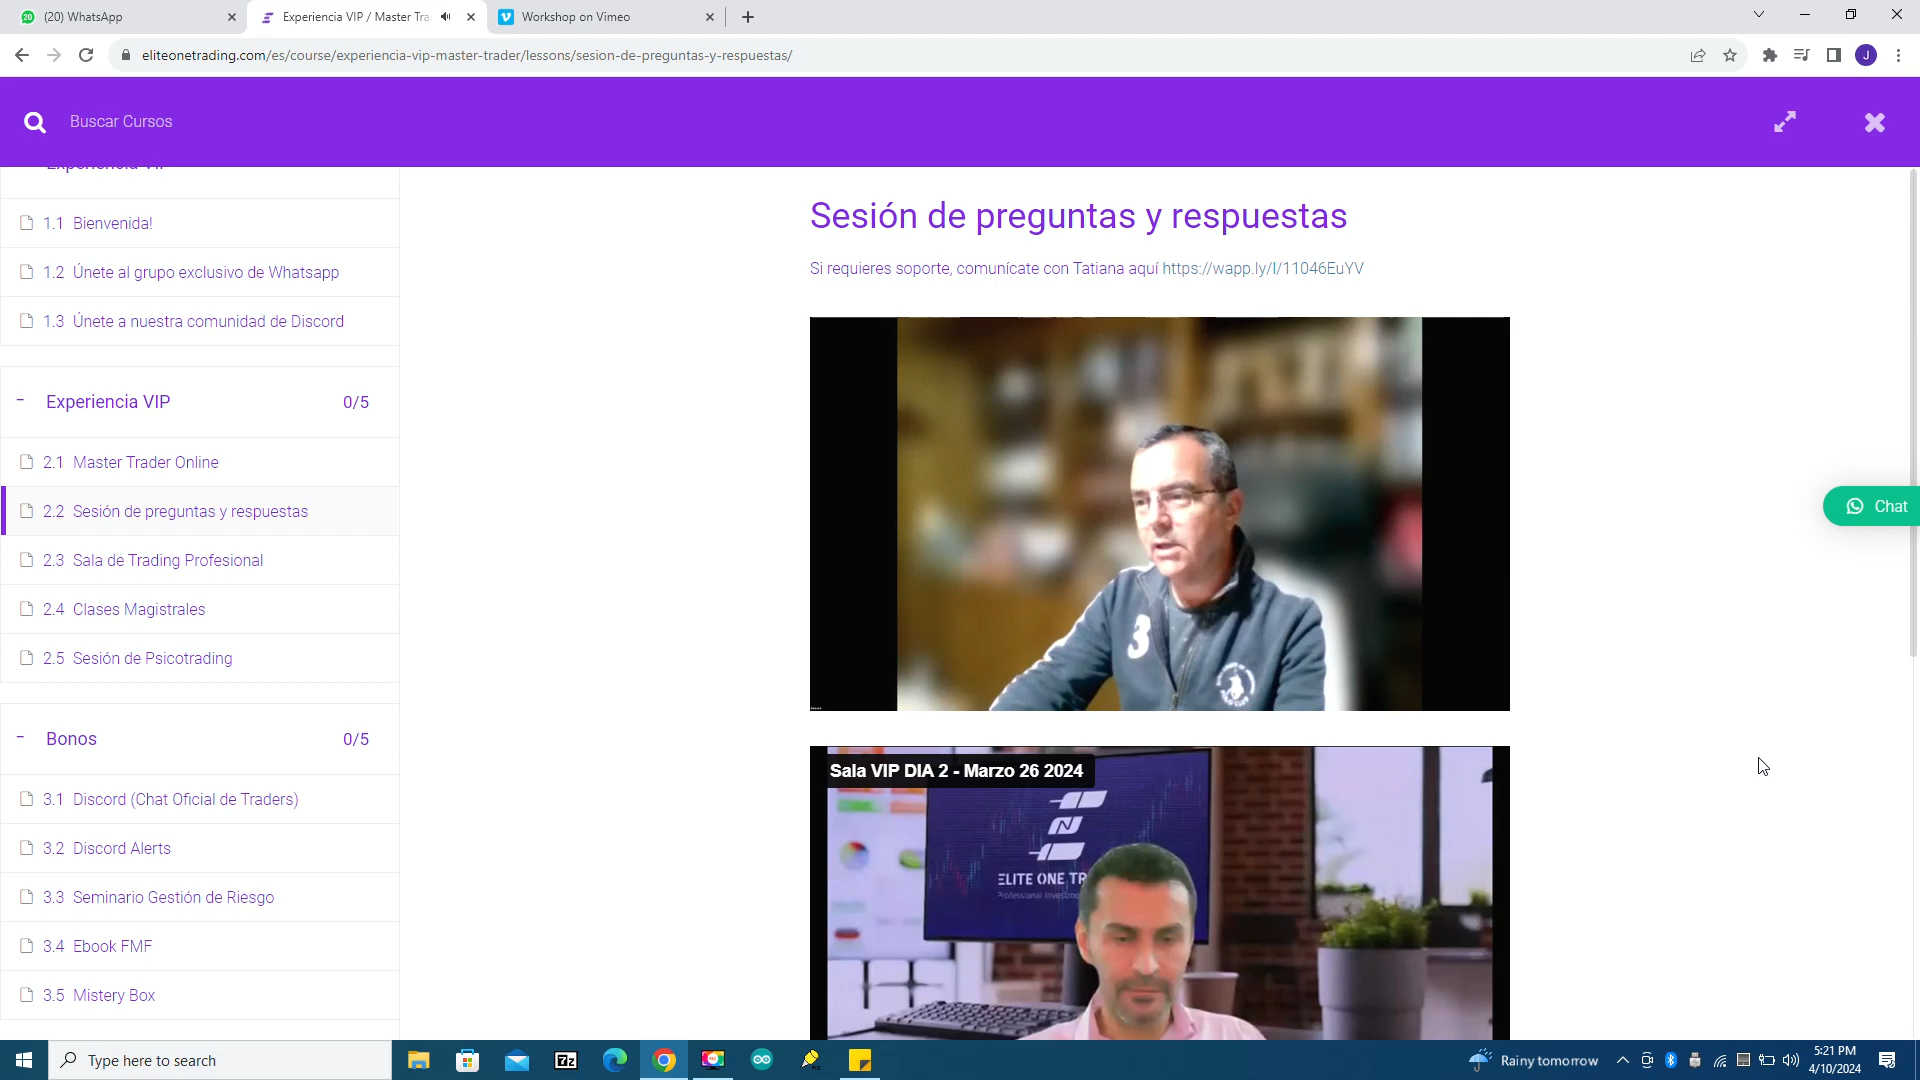 (20) WhatsApp
Experiencia VIP / Master Tra
Workshop on Vimeo
eliteonetrading.com/es/course/experiencia-vip-master-trader/lessons/sesion-de-preguntas-y-respuestas/
J
Buscar Cursos
Experiencia VIP
1.1 Bienvenida!
1.2 Únete al grupo exclusivo de Whatsapp
1.3 Únete a nuestra comunidad de Discord
- Experiencia VIP 0/5
2.1 Master Trader Online
2.2 Sesión de preguntas y respuestas
2.3 Sala de Trading Profesional
2.4 Clases Magistrales
2.5 Sesión de Psicotrading
- Bonos 0/5
3.1 Discord (Chat Oficial de Traders)
3.2 Discord Alerts
3.3 Seminario Gestión de Riesgo
3.4 Ebook FMF
3.5 Mistery Box
Sesión de preguntas y respuestas
Si requieres soporte, comunícate con Tatiana aquí https://wapp.ly/l/11046EuYV
3
Sala VIP DIA 2 - Marzo 26 2024
ELITE ONE TR
Professional Investme
Chat
Type here to search
7z
Rainy tomorrow
5:21 PM
4/10/2024